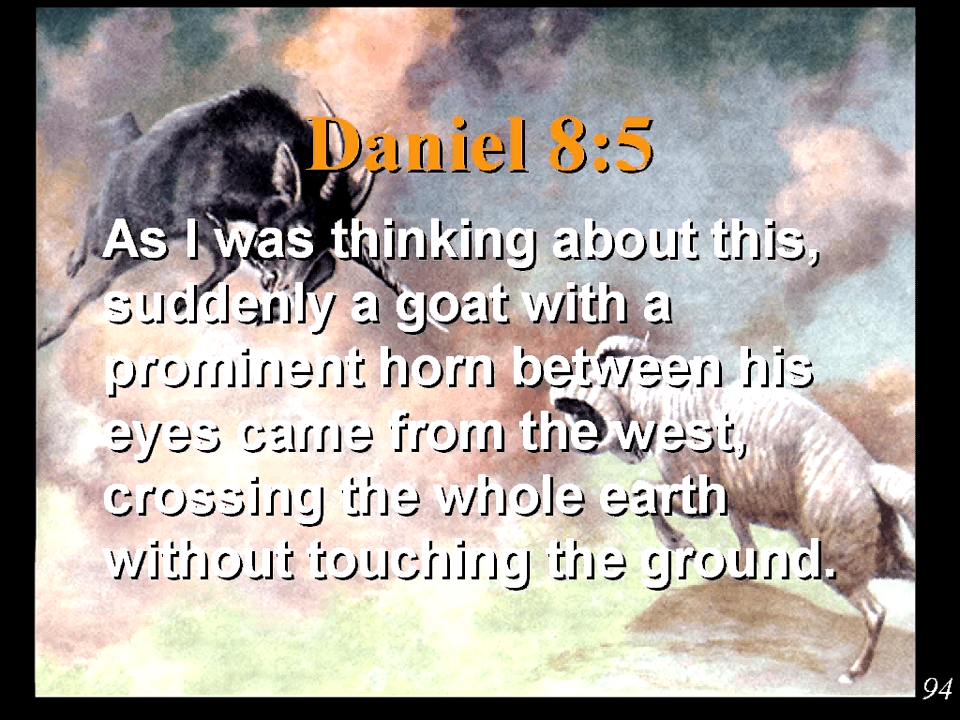 Daniel 8:5
As I was thinking about this,
suddenly a goat with a
prominent horn between his
eyes came from the west,
crossing the whole earth
without touching the ground.
94